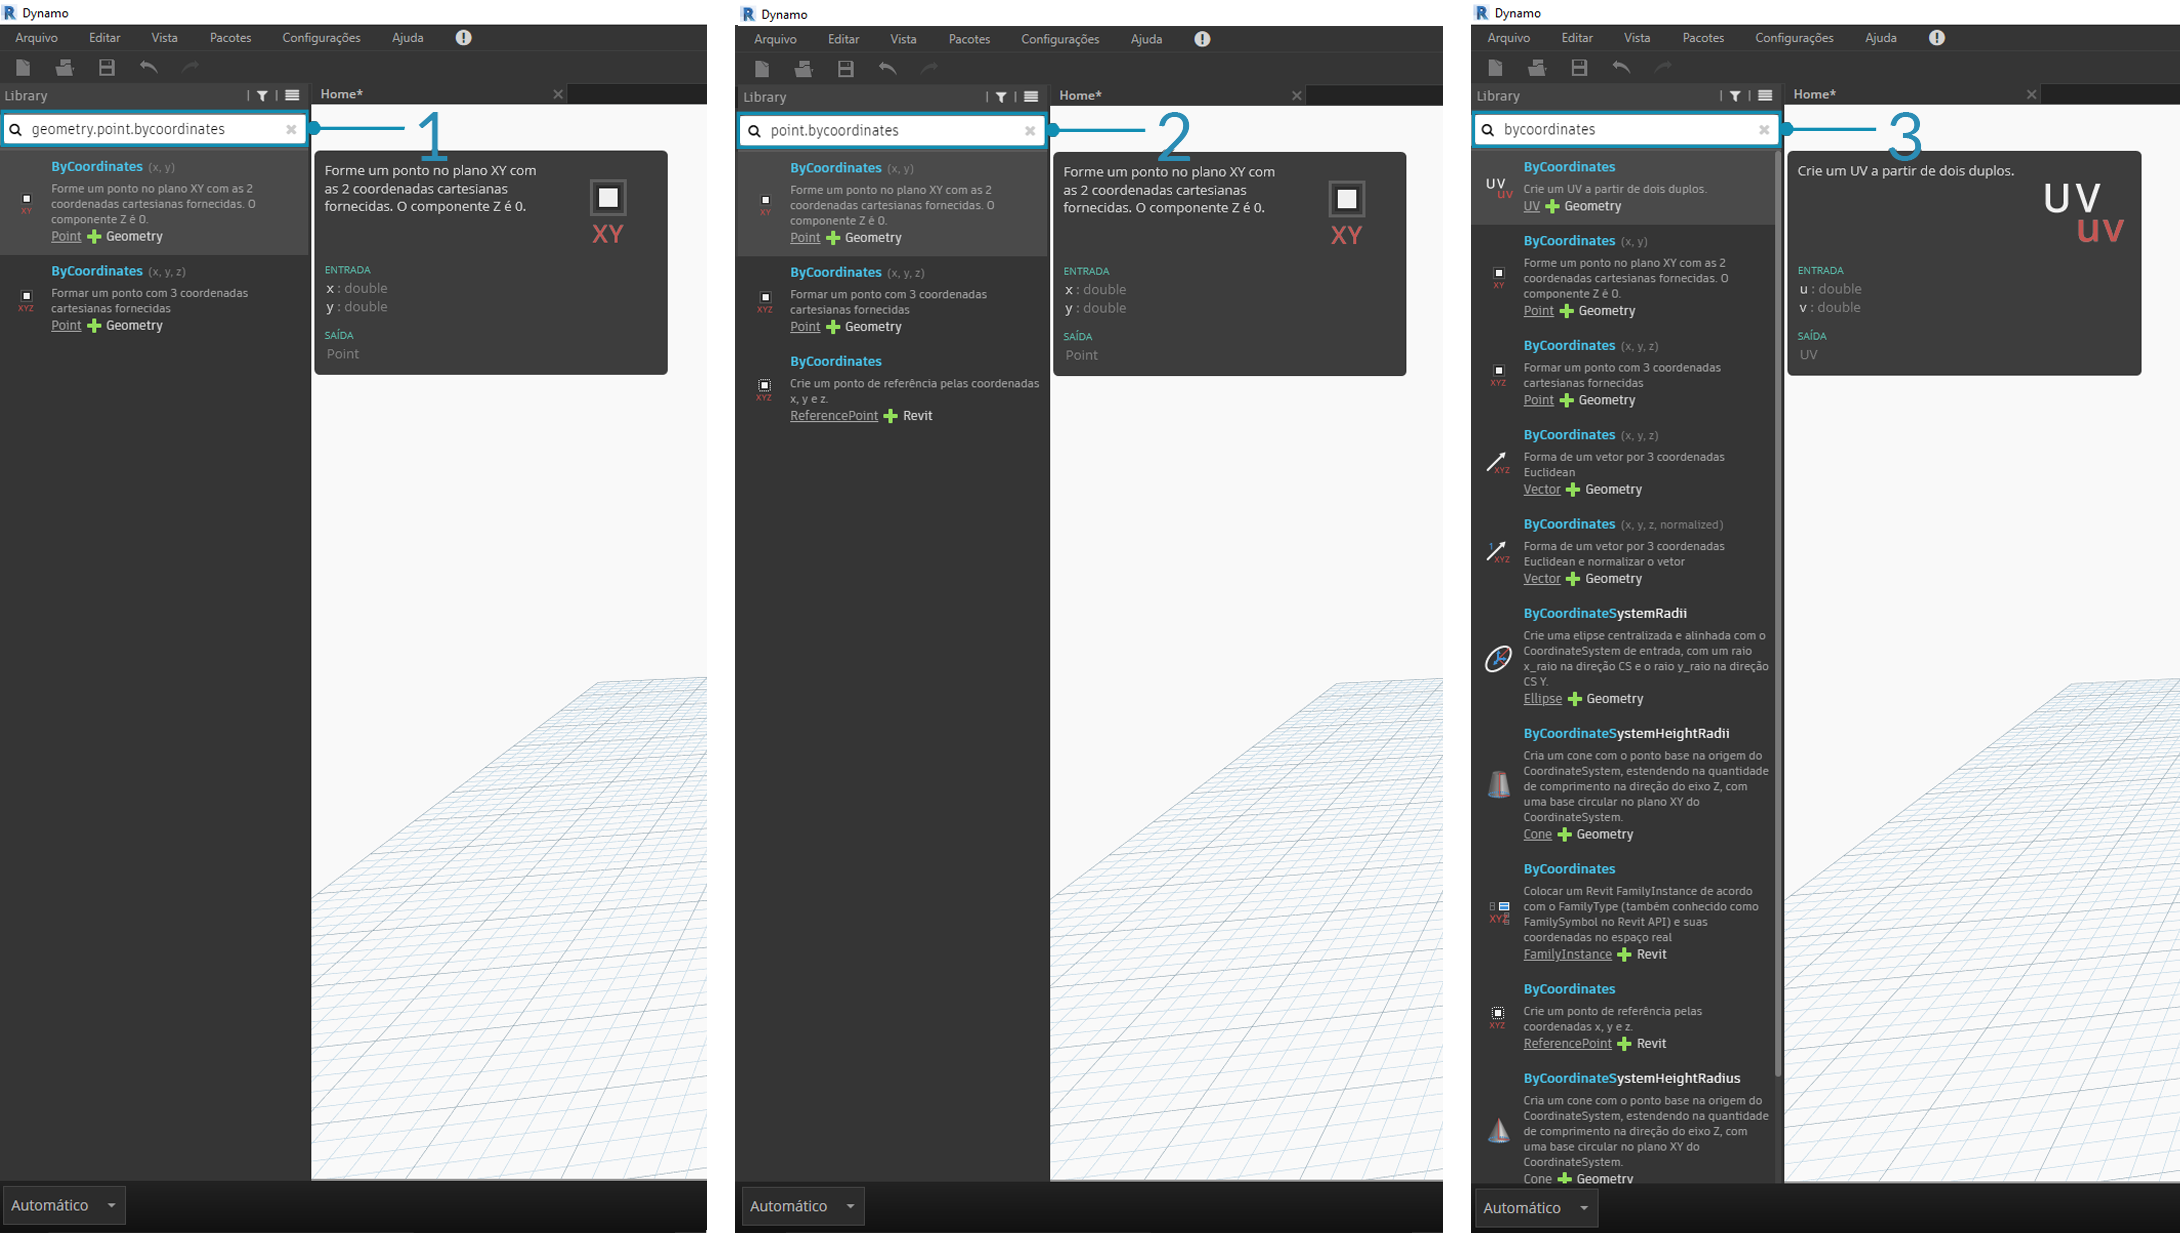 Dynamo
Arquivo Editar Vista Pacotes Configurações Ajuda
Library
Home*
geometry.point.bycoordinates
1
ByCoordinates (x, y)
Forme um ponto no plano XY com as 2
coordenadas cartesianas fornecidas. O
componente Z é 0.
Point Geometry
XY
ByCoordinates (x, y, z)
Formar um ponto com 3 coordenadas
cartesianas fornecidas
Point Geometry
XYZ
Forme um ponto no plano XY com
as 2 coordenadas cartesianas
fornecidas. O componente Z é 0.
XY
ENTRADA
x : double
y : double
SAÍDA
Point
Automático
Dynamo
Arquivo Editar Vista Pacotes Configurações Ajuda
Library
Home*
point.bycoordinates
2
ByCoordinates (x, y)
Forme um ponto no plano XY com as 2
coordenadas cartesianas fornecidas. O
componente Z é 0.
Point Geometry
XY
ByCoordinates (x, y, z)
Formar um ponto com 3 coordenadas
cartesianas fornecidas
Point Geometry
XYZ
ByCoordinates
Crie um ponto de referência pelas coordenadas
x, y e z.
ReferencePoint Revit
XYZ
Forme um ponto no plano XY com
as 2 coordenadas cartesianas
fornecidas. O componente Z é 0.
XY
ENTRADA
x : double
y : double
SAÍDA
Point
Automático
Dynamo
Arquivo Editar Vista Pacotes Configurações Ajuda
Library
Home*
bycoordinates
3
ByCoordinates
Crie um UV a partir de dois duplos.
UV Geometry
UV
uv
ByCoordinates (x, y)
Forme um ponto no plano XY com as 2
coordenadas cartesianas fornecidas. O
componente Z é 0.
Point Geometry
XY
ByCoordinates (x, y, z)
Formar um ponto com 3 coordenadas
cartesianas fornecidas
Point Geometry
XYZ
ByCoordinates (x, y, z)
Forma de um vetor por 3 coordenadas
Euclidean
Vector Geometry
XYZ
ByCoordinates (x, y, z, normalized)
Forma de um vetor por 3 coordenadas
Euclidean e normalizar o vetor
Vector Geometry
XYZ
ByCoordinateSystemRadii
Crie uma elipse centralizada e alinhada com o
CoordinateSystem de entrada, com um raio
x_raio na direção CS e o raio y_raio na direção
CS Y.
Ellipse Geometry
ByCoordinateSystemHeightRadii
Cria um cone com o ponto base na origem do
CoordinateSystem, estendendo na quantidade
de comprimento na direção do eixo Z, com
uma base circular no plano XY do
CoordinateSystem.
Cone Geometry
ByCoordinates
Colocar um Revit FamilyInstance de acordo
com o FamilyType (também conhecido como
FamilySymbol no Revit API) e suas
coordenadas no espaço real
FamilyInstance Revit
XYZ
ByCoordinates
Crie um ponto de referência pelas
coordenadas x, y e z.
ReferencePoint Revit
XYZ
ByCoordinateSystemHeightRadius
Cria um cone com o ponto base na origem do
CoordinateSystem, estendendo na quantidade
de comprimento na direção do eixo Z, com
uma base circular no plano XY do
CoordinateSystem.
Cone Geometry
Crie um UV a partir de dois duplos.
UV
uv
ENTRADA
u : double
v : double
SAÍDA
UV
Automático